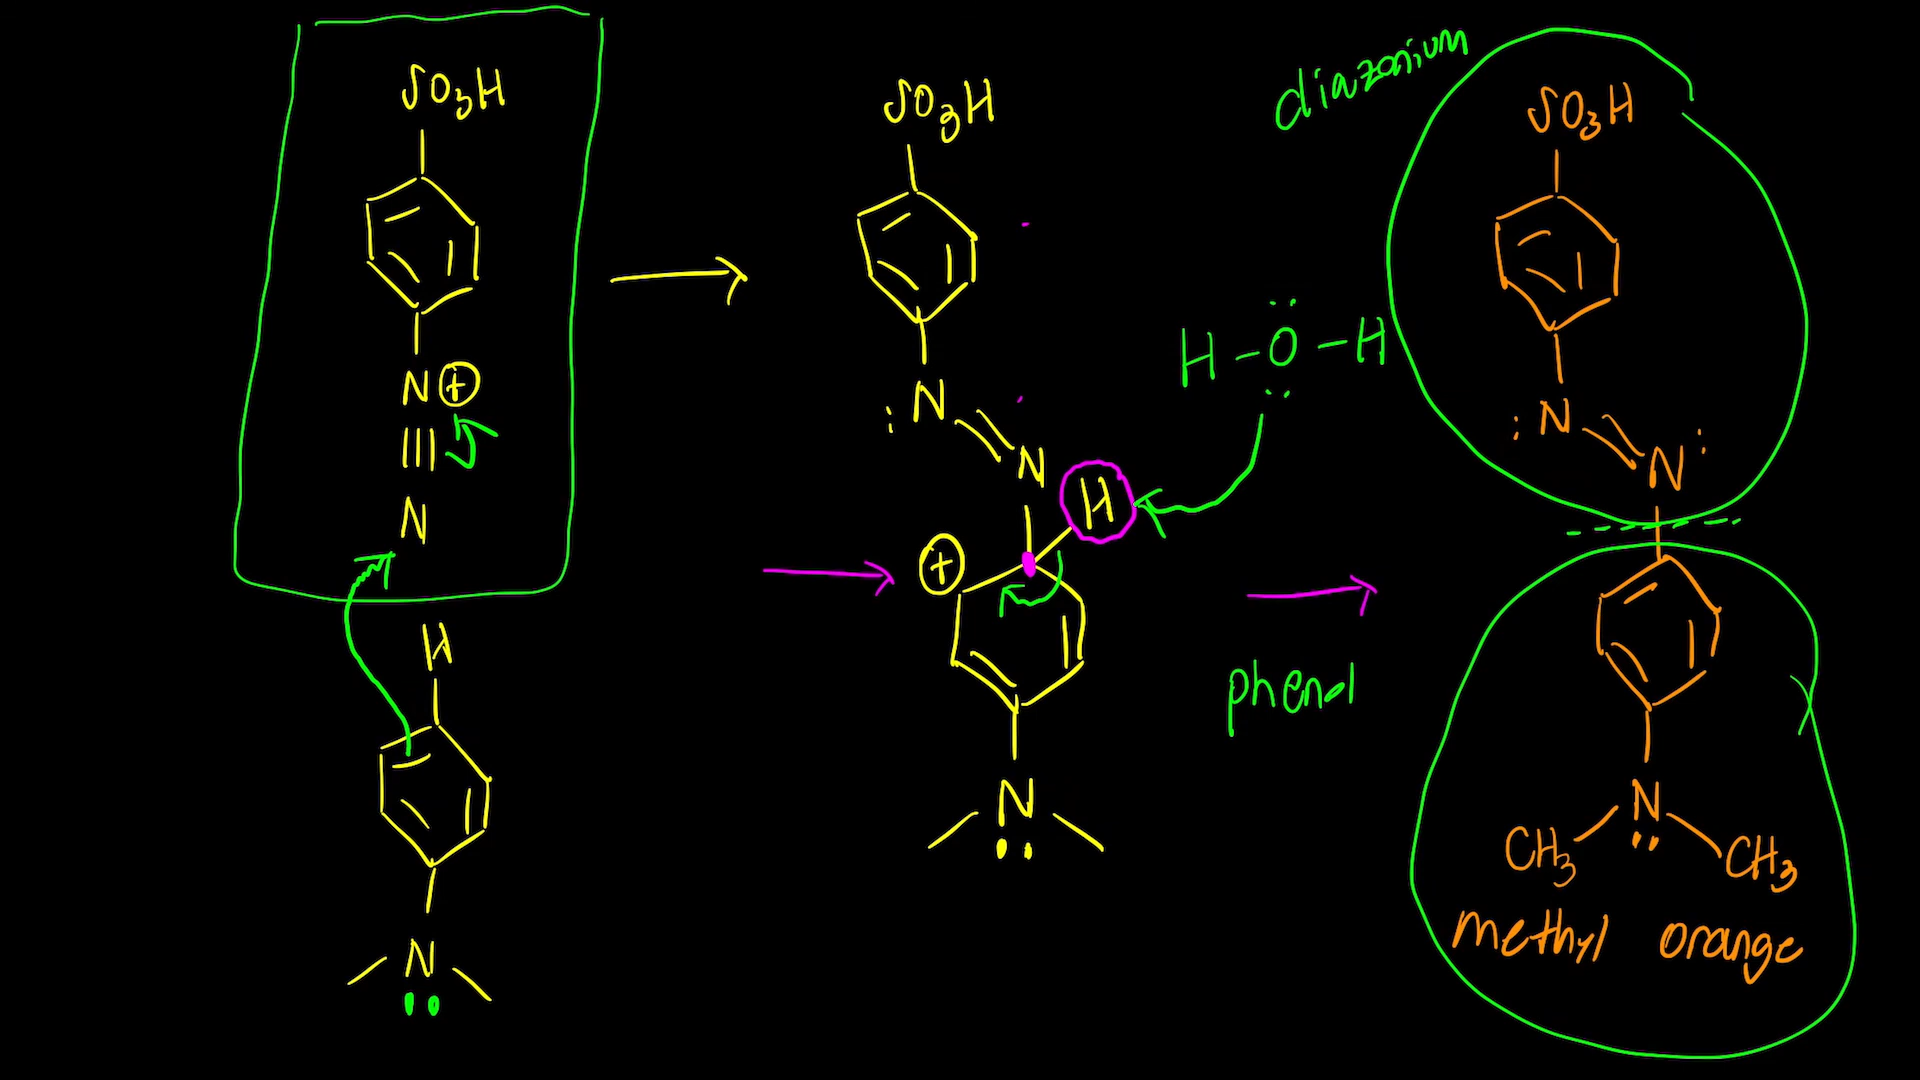 SO₃H
N⊕
N
H
N
SO₃H
:N
N
H
⊕
N
H-O-H
phenol
diazonium
SO₃H
:N
N:
N
CH₃
CH₃
methyl orange